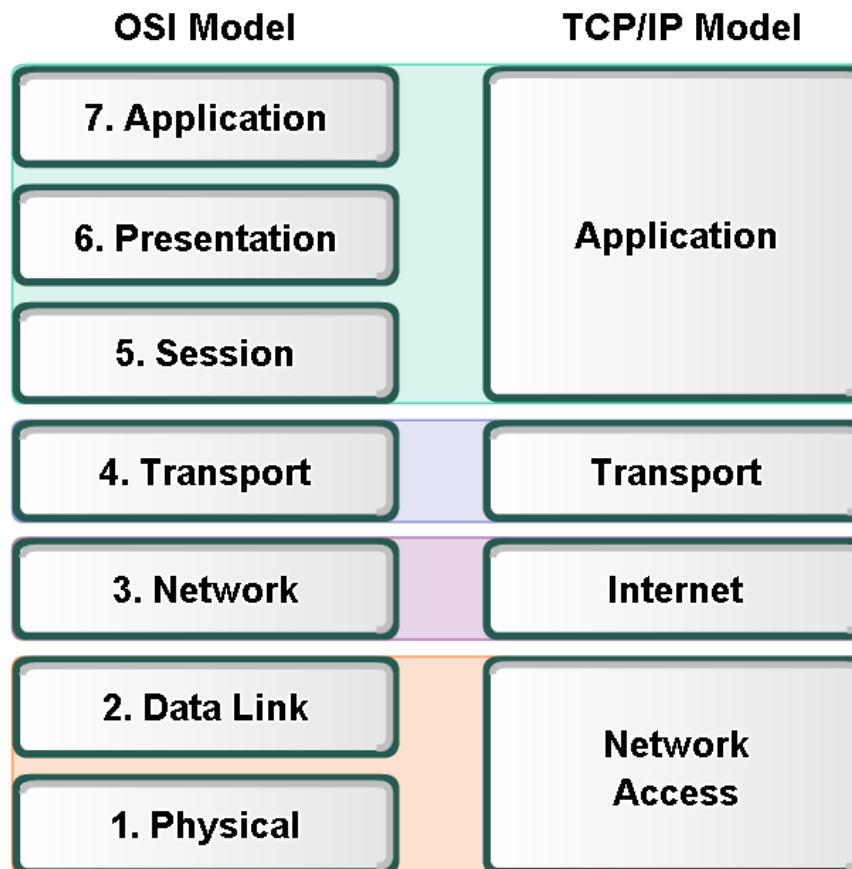 OSI Model
TCP/IP Model
7. Application
6. Presentation
5. Session
4. Transport
3. Network
2. Data Link
1. Physical
Application
Transport
Internet
Network
Access